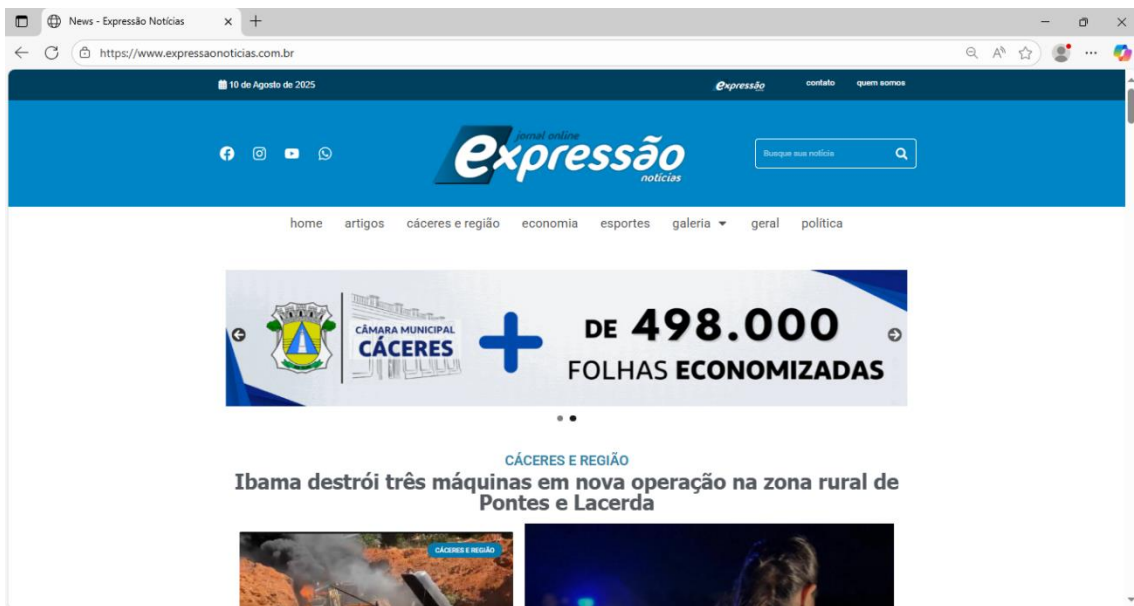 News - Expressão Notícias
https://www.expressaonoticias.com.br
10 de Agosto de 2025
expressão
contato
quem somos
jornal online
expressão
notícias
Busque sua notícia
home artigos cáceres e região economia esportes galeria geral política
CÂMARA MUNICIPAL
CÁCERES
+
DE 498.000
FOLHAS ECONOMIZADAS
CÁCERES E REGIÃO
Ibama destrói três máquinas em nova operação na zona rural de
Pontes e Lacerda
CÁCERES E REGIÃO